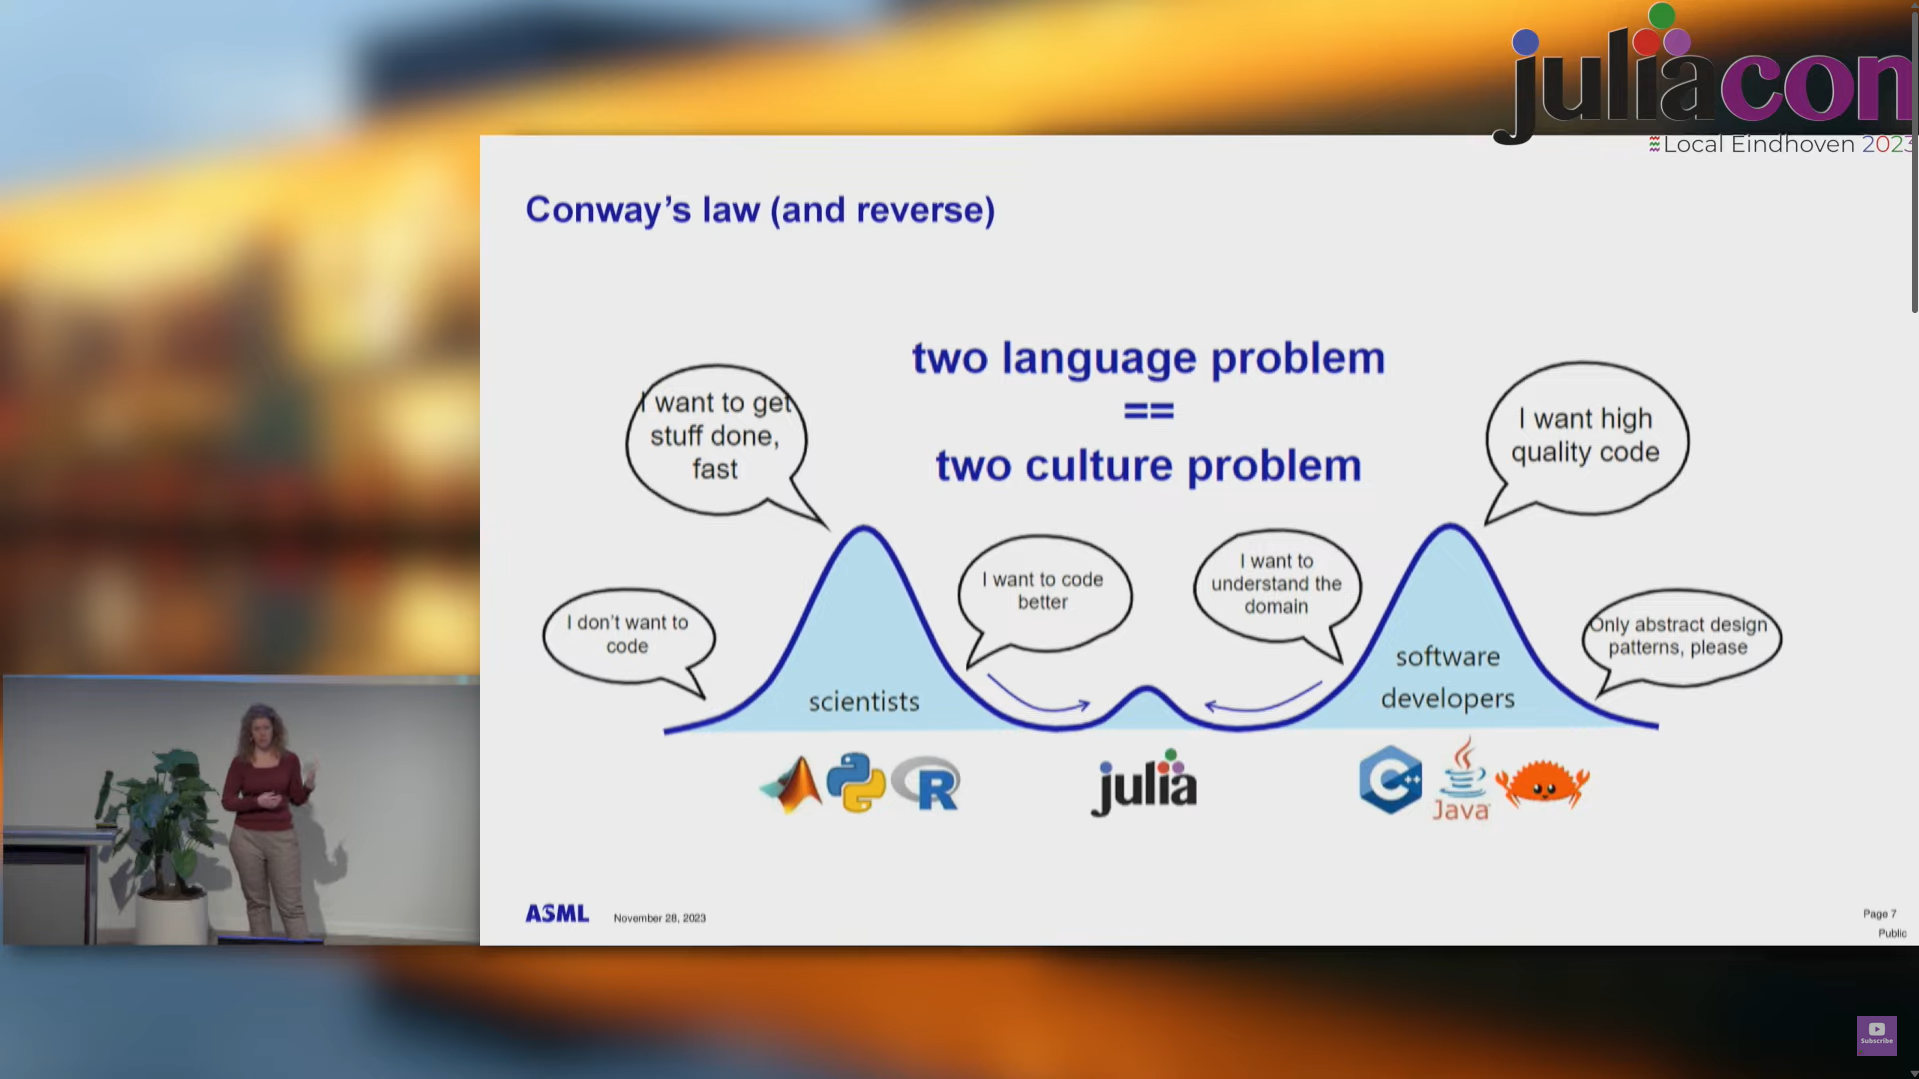 juliacon
Local Eindhoven 2023
Conway's law (and reverse)
two language problem
==
two culture problem
I want to get
stuff done,
fast
I want high
quality code
I don't want to
code
I want to code
better
I want to
understand the
domain
Only abstract design
patterns, please
scientists
software
developers
R
julia
C++
Java
ASML
November 28, 2023
Page 7
Public
Subscribe